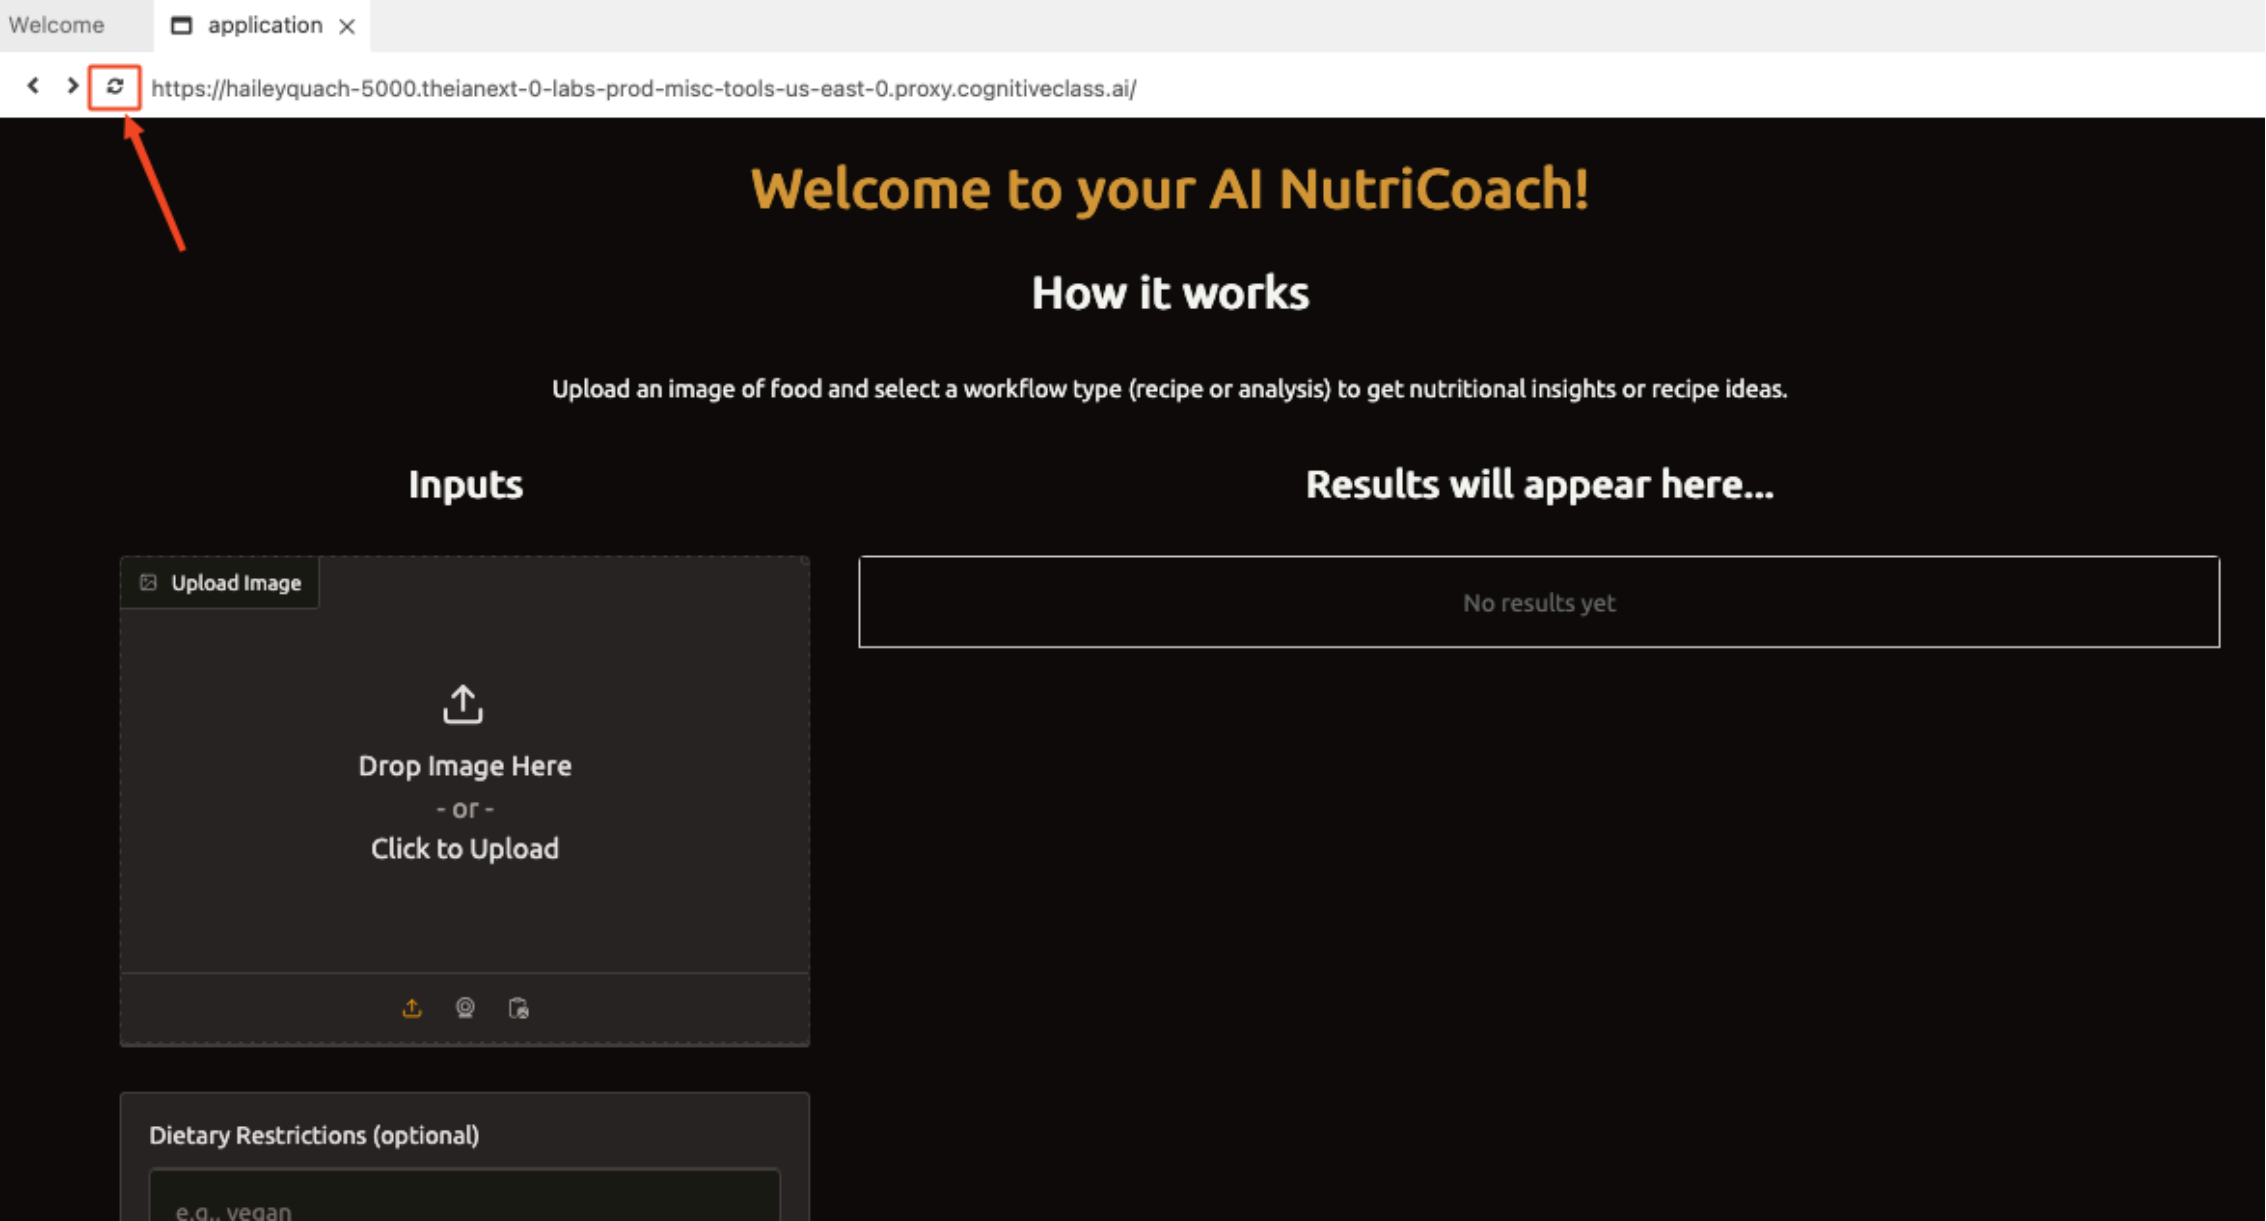 Welcome
application
https://haileyquach-5000.theianext-0-labs-prod-misc-tools-us-east-0.proxy.cognitiveclass.ai/
Welcome to your AI NutriCoach!
How it works
Upload an image of food and select a workflow type (recipe or analysis) to get nutritional insights or recipe ideas.
Inputs
Upload Image
Drop Image Here
- or -
Click to Upload
Dietary Restrictions (optional)
e.g., vegan
Results will appear here...
No results yet